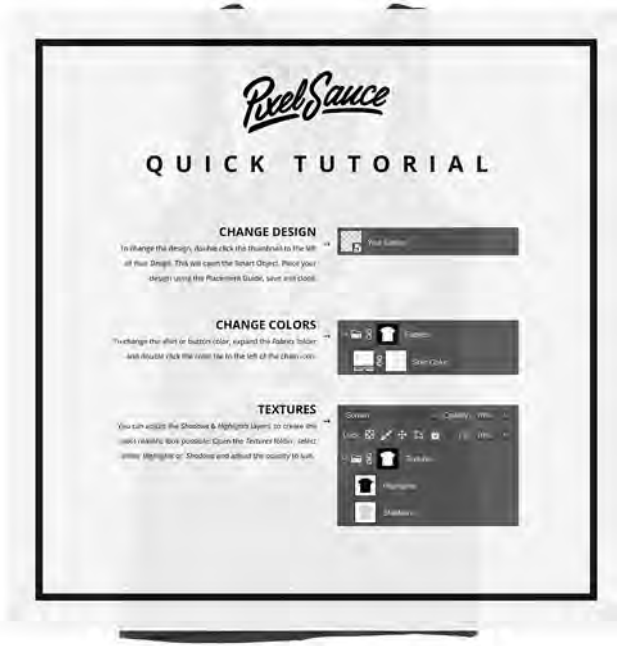 PixelSauce
QUICK TUTORIAL
CHANGE DESIGN
To change the design, double click the thumbnail to the left
of Your Design. This will open the Smart Object. Place your
design using the Placement Guide, save and close.
CHANGE COLORS
To change the shirt or button color, expand the Fabrics folder
and double click the color tile to the left of the chain icon.
TEXTURES
You can adjust the Shadows & Highlights layers to create the
most realistic look possible. Open the Textures folder, select
either Highlights or Shadows and adjust the opacity to suit.
Your Design
Fabrics
Shirt Color
Screen
Opacity:
Lock:
Fill:
Textures
Highlights
Shadows